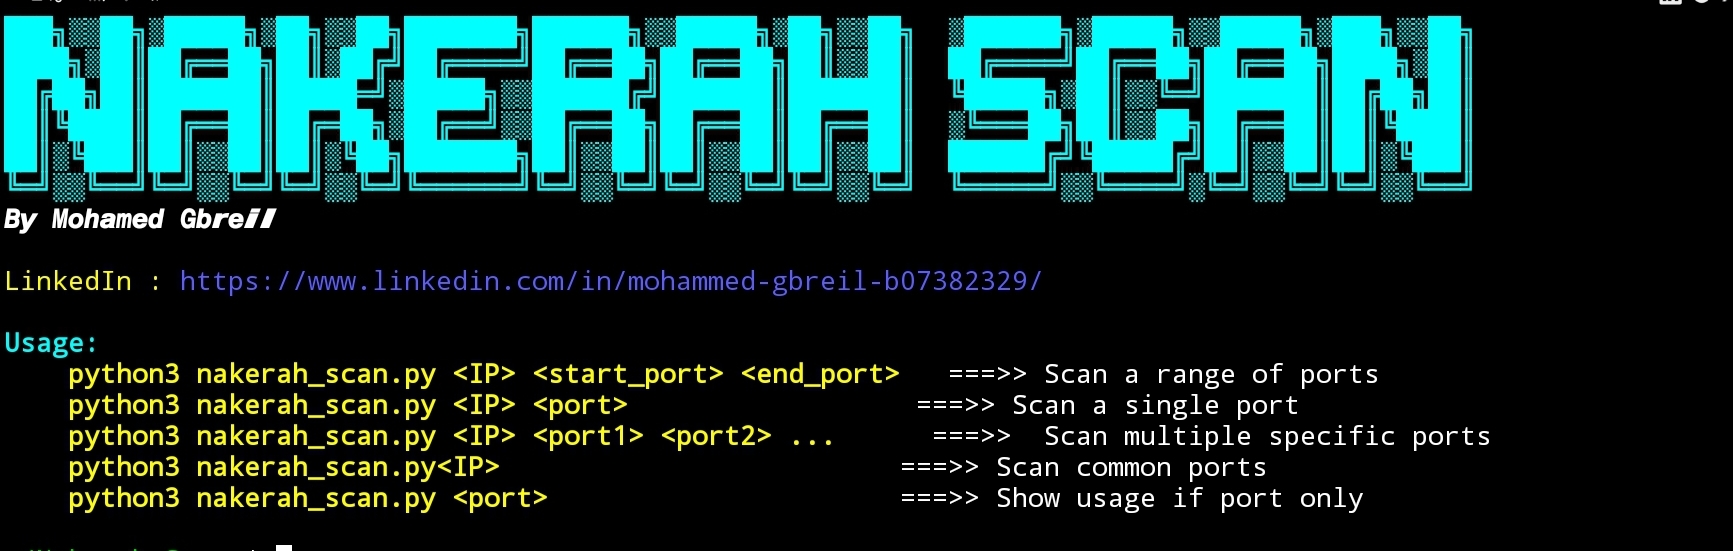 NAKERAH SCAN
By Mohamed Gbreil
LinkedIn : https://www.linkedin.com/in/mohammed-gbreil-b07382329/
Usage:
python3 nakerah_scan.py <IP> <start_port> <end_port> ===>> Scan a range of ports
python3 nakerah_scan.py <IP> <port> ===>> Scan a single port
python3 nakerah_scan.py <IP> <port1> <port2> ... ===>> Scan multiple specific ports
python3 nakerah_scan.py<IP> ===>> Scan common ports
python3 nakerah_scan.py <port> ===>> Show usage if port only